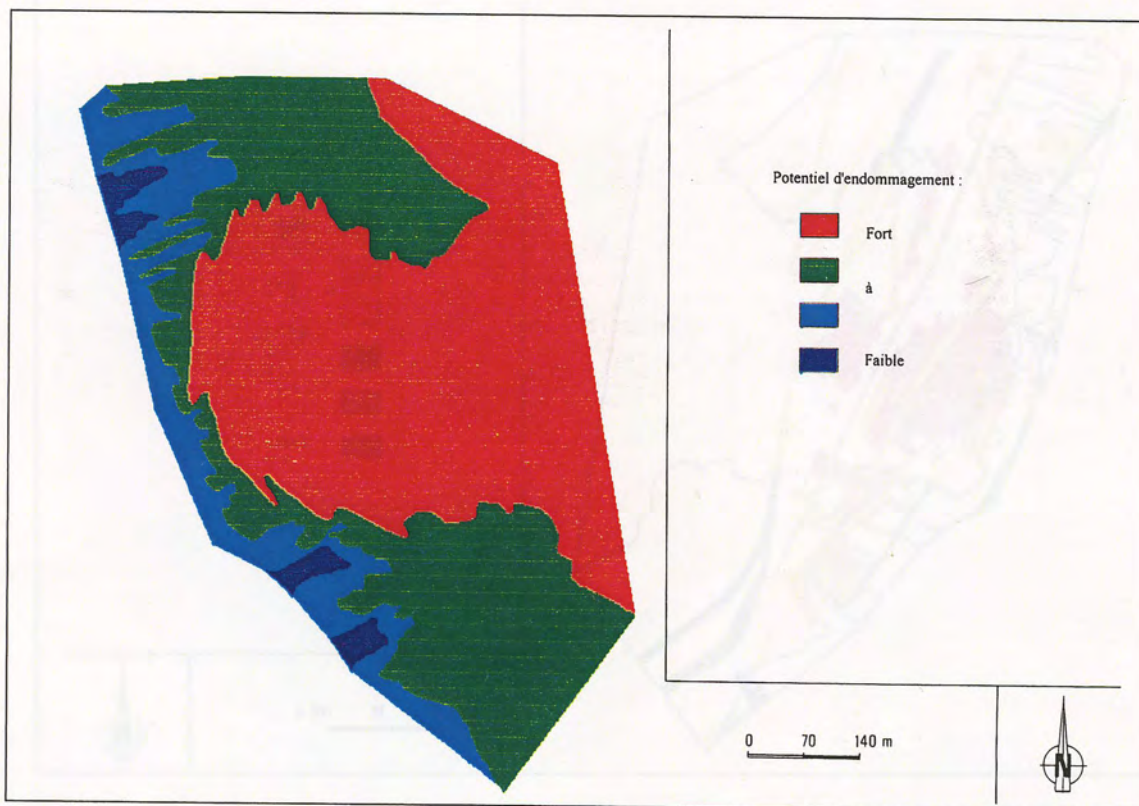 Potentiel d'endommagement :
Fort
à
Faible
0 70 140 m
N